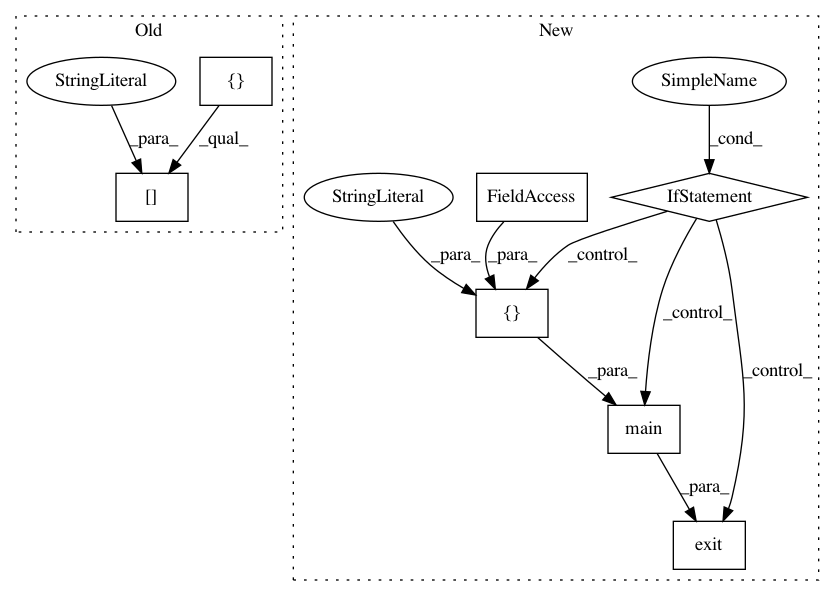 Old
New
StringLiteral
{}
SimpleName
_para_
_qual_
_cond_
[]
StringLiteral
FieldAccess
IfStatement
_para_
_para_
_control_
{}
_control_
_control_
_para_
main
_para_
exit